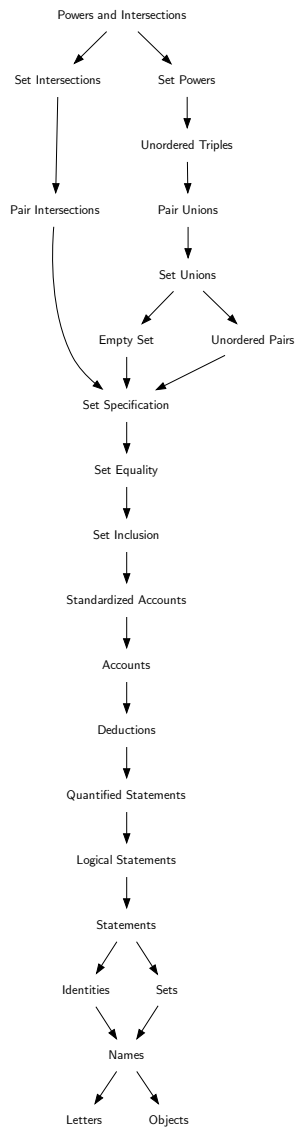 Powers and Intersections
Set Intersections
Set Powers
Unordered Triples
Pair Intersections
Pair Unions
Set Unions
Empty Set
Unordered Pairs
Set Specification
Set Equality
Set Inclusion
Standardized Accounts
Accounts
Deductions
Quantified Statements
Logical Statements
Statements
Identities
Sets
Names
Letters
Objects